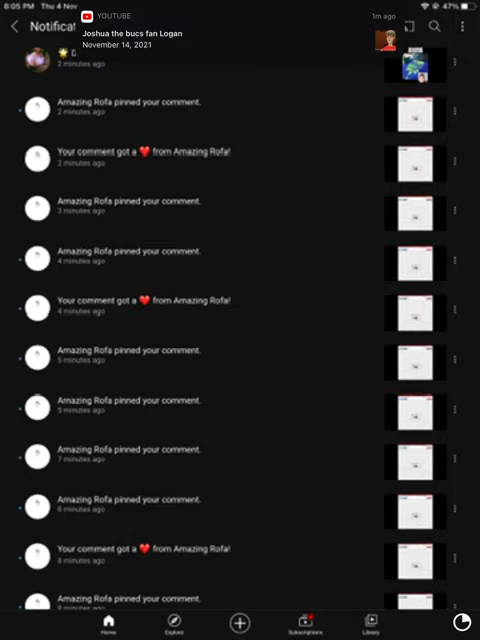 8:05 PM Thu 4 Nov
47%
YOUTUBE
1m ago
Joshua the bucs fan Logan
November 14, 2021
Notificat
2 minutes ago
Amazing Rofa pinned your comment.
2 minutes ago
Your comment got a ❤️ from Amazing Rofa!
2 minutes ago
Amazing Rofa pinned your comment.
3 minutes ago
Amazing Rofa pinned your comment.
4 minutes ago
Your comment got a ❤️ from Amazing Rofa!
4 minutes ago
Amazing Rofa pinned your comment.
5 minutes ago
Amazing Rofa pinned your comment.
5 minutes ago
Amazing Rofa pinned your comment.
7 minutes ago
Amazing Rofa pinned your comment.
8 minutes ago
Your comment got a ❤️ from Amazing Rofa!
8 minutes ago
Amazing Rofa pinned your comment.
Home
Explore
Subscriptions
Library